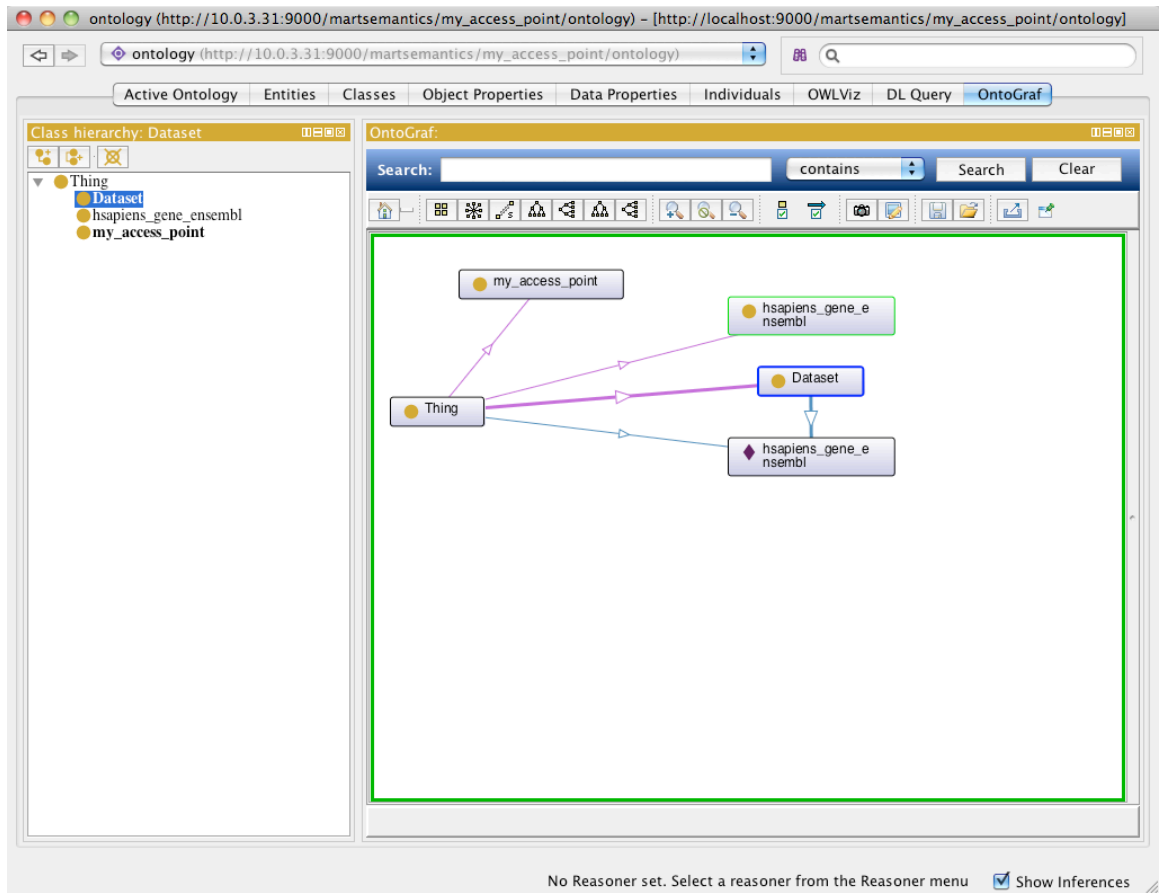 ontology (http://10.0.3.31:9000/martsemantics/my_access_point/ontology) – [http://localhost:9000/martsemantics/my_access_point/ontology]
ontology (http://10.0.3.31:9000/martsemantics/my_access_point/ontology)
Active Ontology Entities Classes Object Properties Data Properties Individuals OWLViz DL Query OntoGraf
Class hierarchy: Dataset
Thing
Dataset
hsapiens_gene_ensembl
my_access_point
OntoGraf:
Search: contains Search Clear
my_access_point
hsapiens_gene_e
nsembl
Dataset
Thing
hsapiens_gene_e
nsembl
No Reasoner set. Select a reasoner from the Reasoner menu Show Inferences